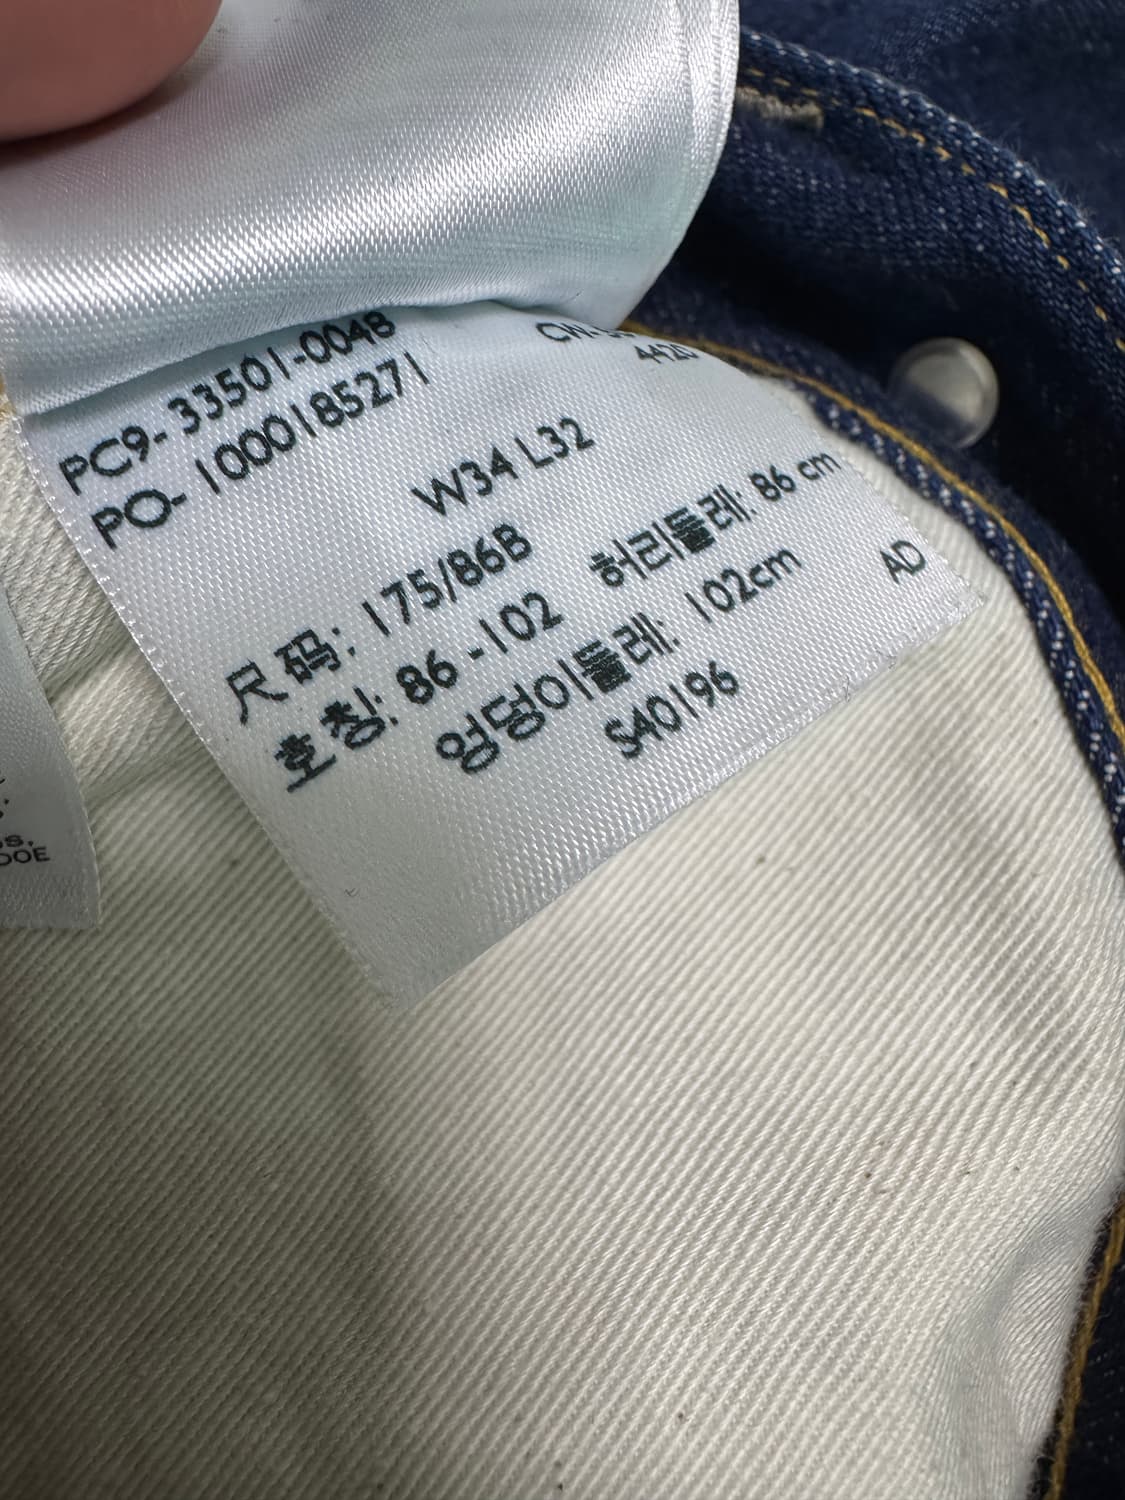 PC9-33501-0048
PO-1000185271
W34 L32
尺码: 175/86B
호칭: 86 -102 허리둘레: 86 cm
엉덩이둘레: 102cm AD
S40196